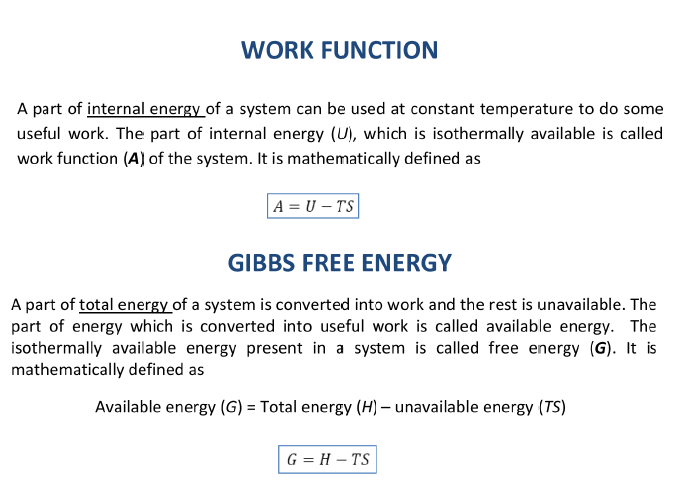 WORK FUNCTION
A part of internal energy of a system can be used at constant temperature to do some
useful work. The part of internal energy (U), which is isothermally available is called
work function (A) of the system. It is mathematically defined as
A = U − TS
GIBBS FREE ENERGY
A part of total energy of a system is converted into work and the rest is unavailable. The
part of energy which is converted into useful work is called available energy. The
isothermally available energy present in a system is called free energy (G). It is
mathematically defined as
Available energy (G) = Total energy (H) – unavailable energy (TS)
G = H − TS